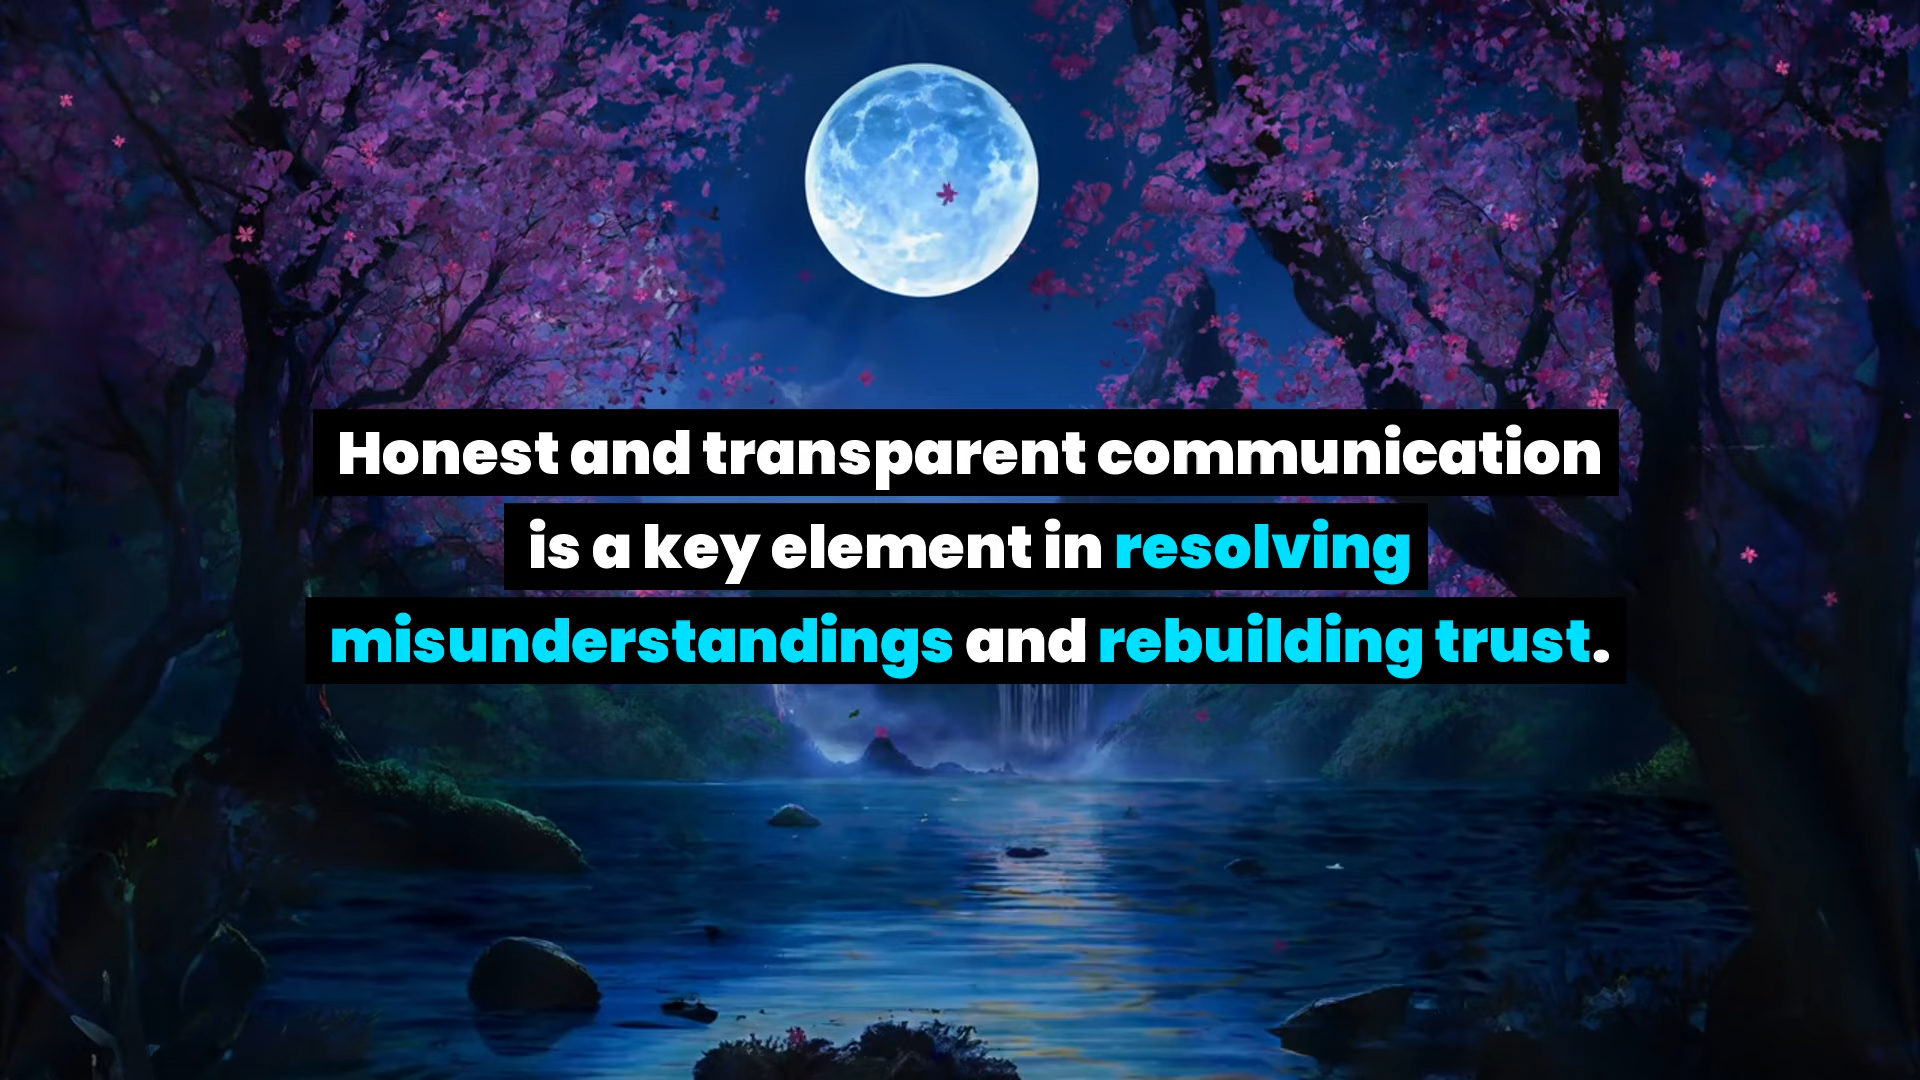 Honest and transparent communication
is a key element in resolving
misunderstandings and rebuilding trust.